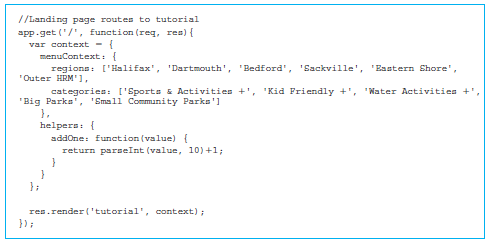 //Landing page routes to tutorial
app.get('/', function(req, res){
  var context = {
    menuContext: {
      regions: ['Halifax', 'Dartmouth', 'Bedford', 'Sackville', 'Eastern Shore',
'Outer HRM'],
      categories: ['Sports & Activities +', 'Kid Friendly +', 'Water Activities +',
'Big Parks', 'Small Community Parks']
    },
    helpers: {
      addOne: function(value) {
        return parseInt(value, 10)+1;
      }
    }
  };
  res.render('tutorial', context);
});